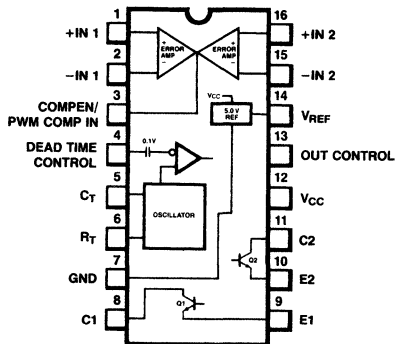 1
16
+IN 1
+ ERROR AMP −
+ ERROR AMP −
+IN 2
2
15
−IN 1
−IN 2
3
14
COMPEN/
PWM COMP IN
VCC
5.0 V
REF
VREF
4
13
DEAD TIME
CONTROL
0.1V
OUT CONTROL
5
12
CT
OSCILLATOR
VCC
6
11
RT
C2
7
10
GND
Q2
E2
8
9
C1
Q1
E1